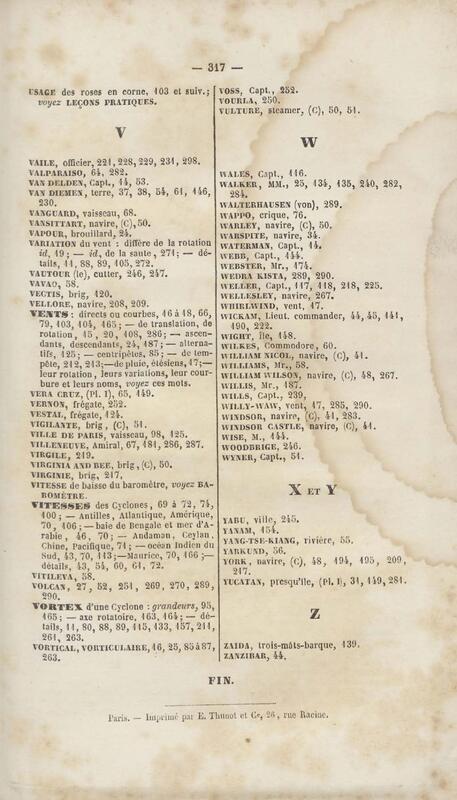 — 317 —
USAGE des roses en corne, 103 et suiv.;
voyez LEÇONS PRATIQUES.
V
VAILE, officier, 221, 228, 229, 231, 298.
VALPARAISO, 64, 282.
VAN DELDEN, Capt., 14, 53.
VAN DIEMEN, terre, 37, 38, 54, 61, 146,
230.
VANGUARD, vaisseau, 68.
VANSITTART, navire, (C), 50.
VAPOUR, brouillard, 24.
VARIATION du vent : diffère de la rotation
id, 19; — id, de la saute, 271; — dé-
tails, 11, 88, 89, 105, 272.
VAUTOUR (le), cutter, 246, 247.
VAVAO, 58.
VECTIS, brig, 120.
VELLORE, navire, 208, 209.
VENTS : directs ou courbes, 16 à 18, 66,
79, 103, 104, 165; — de translation, de
rotation, 15, 20, 108, 286; — ascen-
dants, descendants, 24, 187; — alterna-
tifs, 125; — centripètes, 85; — de tem-
pête, 212, 213; — de pluie, étésiens, 17; —
leur rotation, leurs variations, leur cour-
bure et leurs noms, voyez ces mots.
VERA CRUZ, (Pl. I), 65, 149.
VERNON, frégate, 252.
VESTAL, frégate, 124.
VIGILANTE, brig, (C), 51.
VILLE DE PARIS, vaisseau, 98, 125.
VILLENEUVE, Amiral, 67, 181, 286, 287.
VIRGILE, 219.
VIRGINIA AND BEE, brig, (C), 50.
VIRGINIE, brig, 217.
VITESSE de baisse du baromètre, voyez BA-
ROMÈTRE.
VITESSES des Cyclones, 69 à 72, 74,
100; — Antilles, Atlantique, Amérique,
70, 106; — baie de Bengale et mer d'A-
rabie, 46, 70; — Andaman, Ceylan,
Chine, Pacifique, 71; — océan Indien du
Sud, 43, 70, 113; — Maurice, 70, 166; —
détails, 43, 54, 60, 61, 72.
VITILEVA, 58.
VOLCAN, 27, 52, 251, 269, 270, 289,
290.
VORTEX d'une Cyclone : grandeurs, 95,
165; — axe rotatoire, 163, 164; — dé-
tails, 11, 80, 88, 89, 115, 133, 157, 211,
261, 263.
VORTICAL, VORTICULAIRE, 16, 25, 85 à 87,
263.
VOSS, Capt., 252.
VOURLA, 250.
VULTURE, steamer, (C), 50, 51.
W
WALES, Capt., 116.
WALKER, MM., 25, 134, 135, 240, 282,
284.
WALTERHAUSEN (von), 289.
WAPPO, crique, 76.
WARLEY, navire, (C), 50.
WARSPITE, navire, 34.
WATERMAN, Capt., 14.
WEBB, Capt., 144.
WEBSTER, Mr., 174.
WEDRA KISTA, 289, 290.
WELLER, Capt., 117, 118, 218, 225.
WELLESLEY, navire, 267.
WHIRLWIND, vent, 17.
WICKAM, Lieut. commander, 44, 45, 141,
190, 222.
WIGHT, île, 148.
WILKES, Commodore, 60.
WILLIAM NICOL, navire, (C), 41.
WILLIAMS, Mr., 58.
WILLIAM WILSON, navire, (C), 48, 267.
WILLIS, Mr., 187.
WILLS, Capt., 239.
WILLY-WAW, vent, 17, 285, 290.
WINDSOR, navire, (C), 41, 283.
WINDSOR CASTLE, navire, (C), 41.
WISE, M., 144.
WOODBRIGE, 246.
WYNER, Capt., 51.
X ET Y
YABU, ville, 245.
YANAM, 154.
YANG-TSE-KIANG, rivière, 55.
YARKUND, 56.
YORK, navire, (C), 48, 194, 195, 209,
217.
YUCATAN, presqu'île, (Pl. I), 31, 149, 281.
Z
ZAIDA, trois-mâts-barque, 139.
ZANZIBAR, 44.
FIN.
Paris. — Imprimé par E. Thunot et Ce, 26, rue Racine.